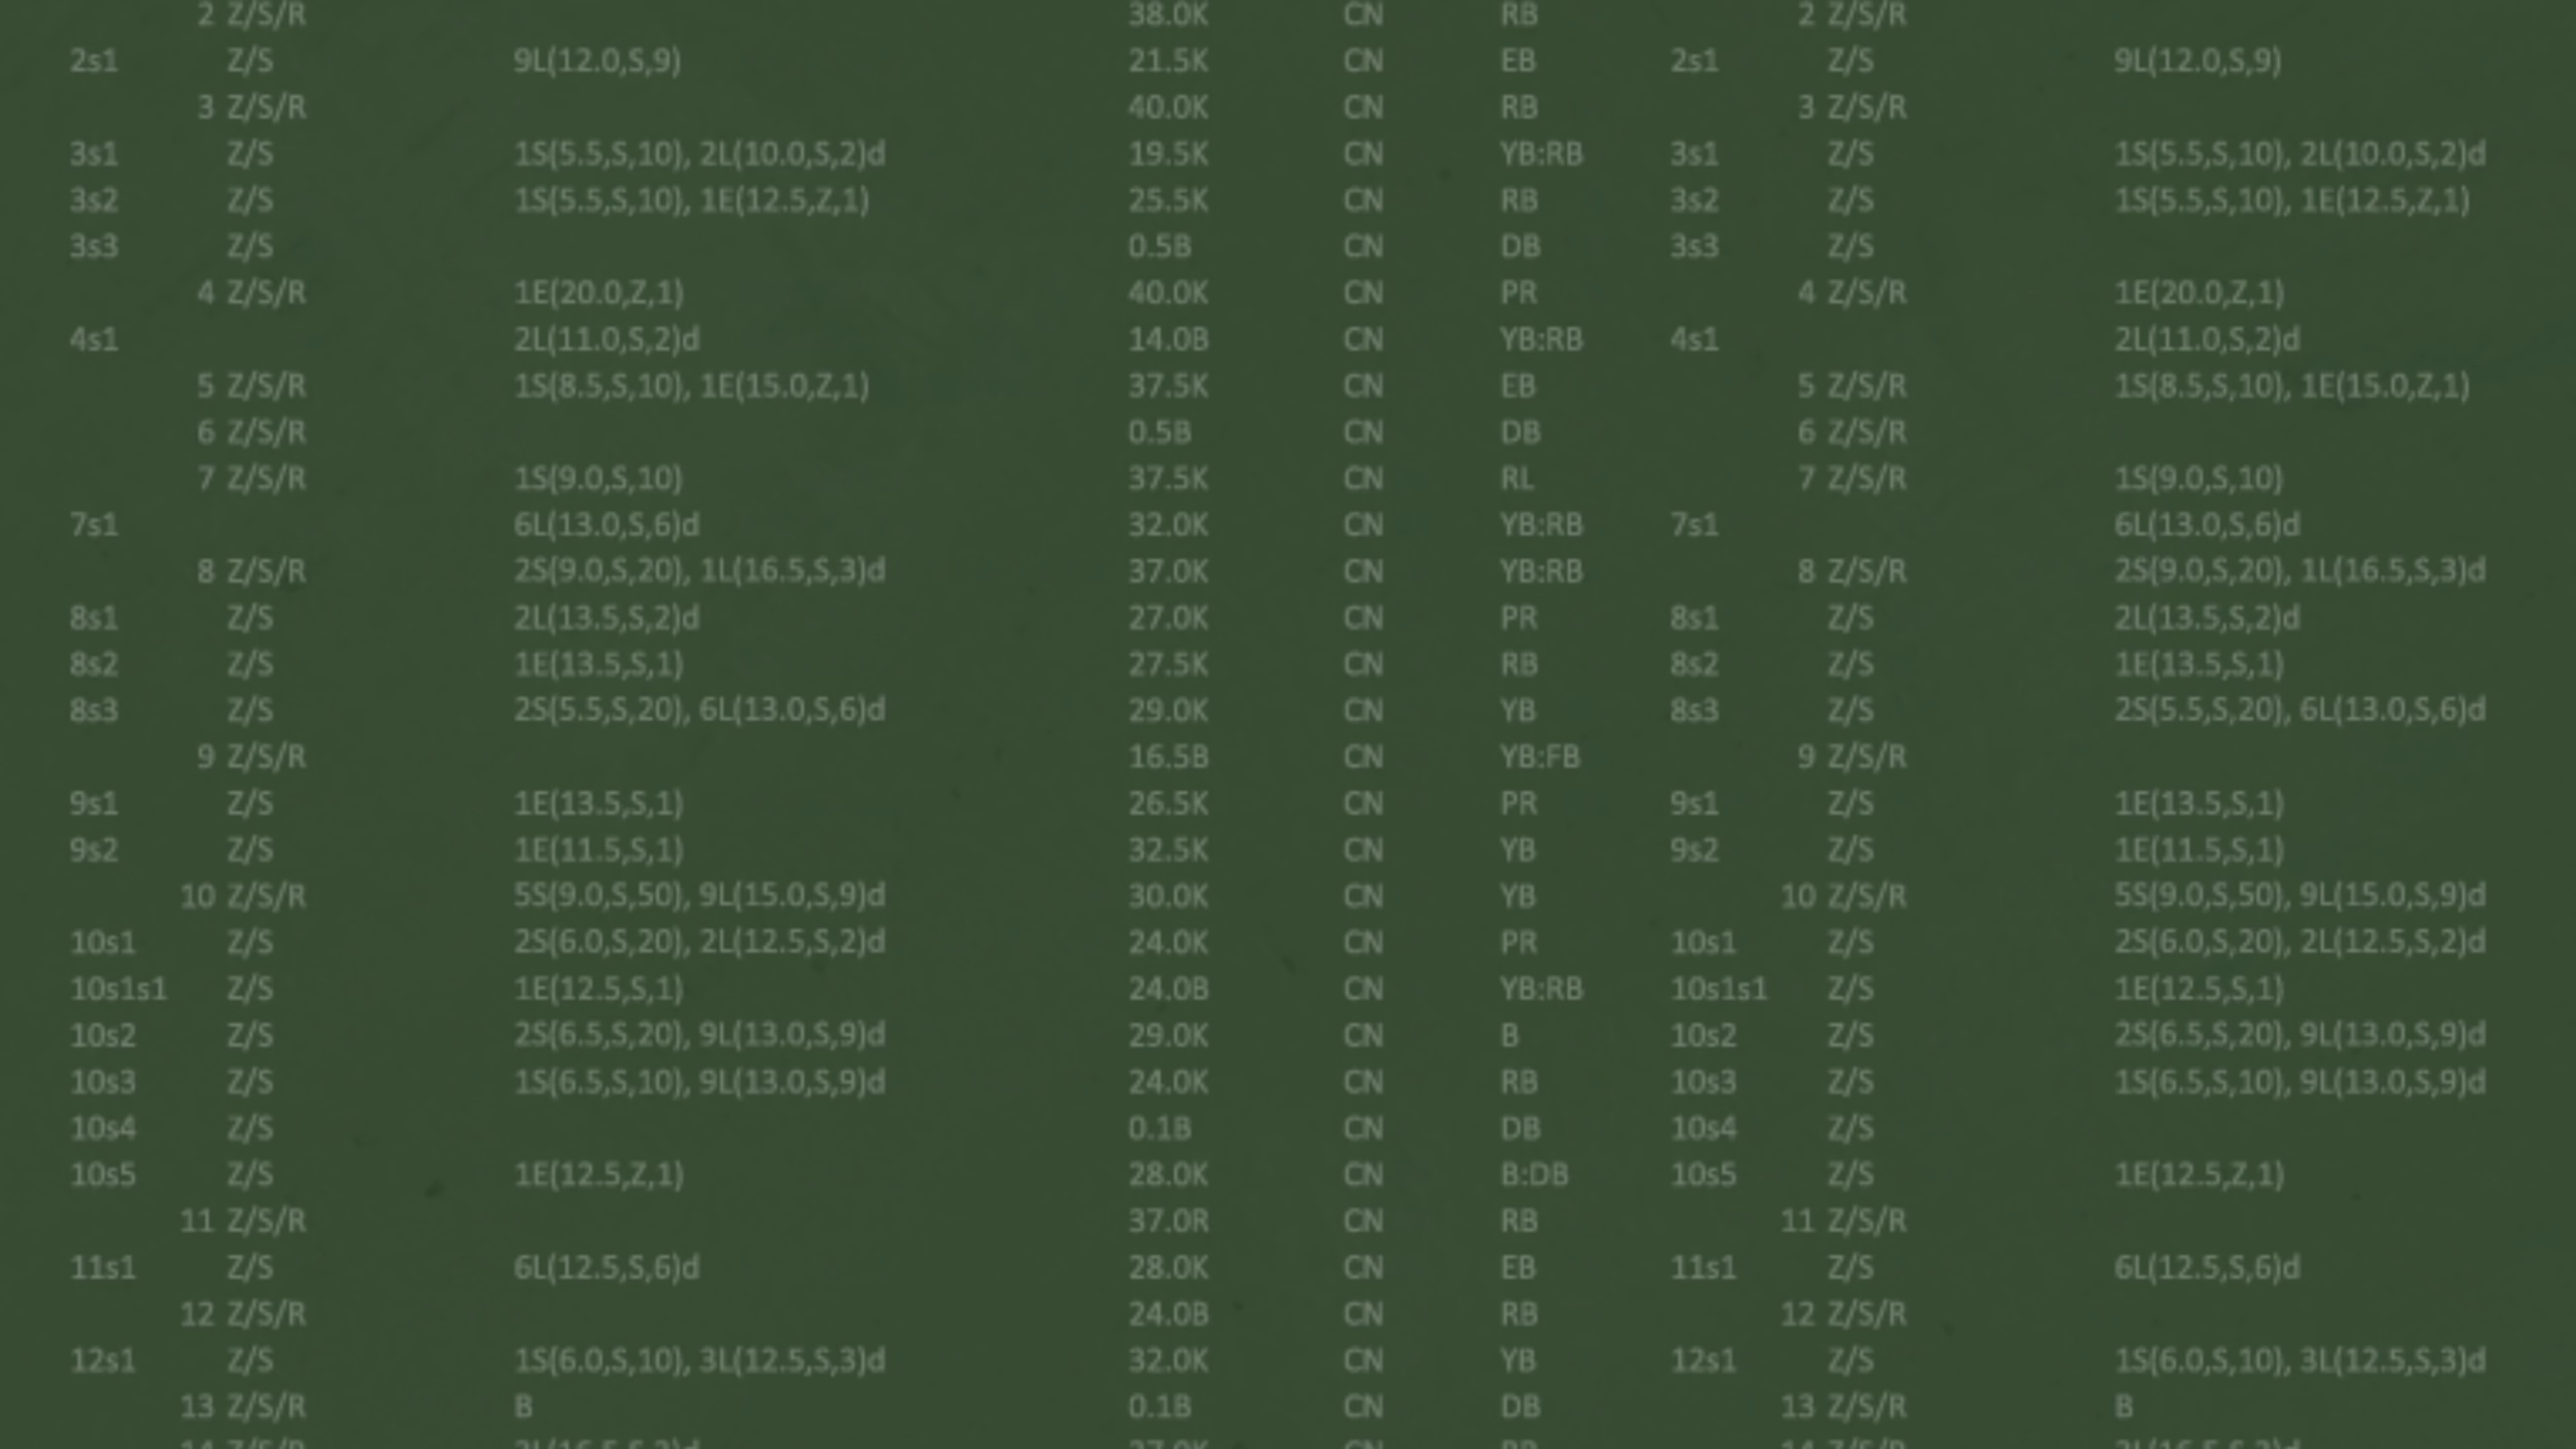 2 Z/S/R 38.0K CN RB 2 Z/S/R
2s1 Z/S 9L(12.0,S,9) 21.5K CN EB 2s1 Z/S 9L(12.0,S,9)
3 Z/S/R 40.0K CN RB 3 Z/S/R
3s1 Z/S 1S(5.5,S,10), 2L(10.0,S,2)d 19.5K CN YB:RB 3s1 Z/S 1S(5.5,S,10), 2L(10.0,S,2)d
3s2 Z/S 1S(5.5,S,10), 1E(12.5,Z,1) 25.5K CN RB 3s2 Z/S 1S(5.5,S,10), 1E(12.5,Z,1)
3s3 Z/S 0.5B CN DB 3s3 Z/S
4 Z/S/R 1E(20.0,Z,1) 40.0K CN PR 4 Z/S/R 1E(20.0,Z,1)
4s1 2L(11.0,S,2)d 14.0B CN YB:RB 4s1 2L(11.0,S,2)d
5 Z/S/R 1S(8.5,S,10), 1E(15.0,Z,1) 37.5K CN EB 5 Z/S/R 1S(8.5,S,10), 1E(15.0,Z,1)
6 Z/S/R 0.5B CN DB 6 Z/S/R
7 Z/S/R 1S(9.0,S,10) 37.5K CN RL 7 Z/S/R 1S(9.0,S,10)
7s1 6L(13.0,S,6)d 32.0K CN YB:RB 7s1 6L(13.0,S,6)d
8 Z/S/R 2S(9.0,S,20), 1L(16.5,S,3)d 37.0K CN YB:RB 8 Z/S/R 2S(9.0,S,20), 1L(16.5,S,3)d
8s1 Z/S 2L(13.5,S,2)d 27.0K CN PR 8s1 Z/S 2L(13.5,S,2)d
8s2 Z/S 1E(13.5,S,1) 27.5K CN RB 8s2 Z/S 1E(13.5,S,1)
8s3 Z/S 2S(5.5,S,20), 6L(13.0,S,6)d 29.0K CN YB 8s3 Z/S 2S(5.5,S,20), 6L(13.0,S,6)d
9 Z/S/R 16.5B CN YB:FB 9 Z/S/R
9s1 Z/S 1E(13.5,S,1) 26.5K CN PR 9s1 Z/S 1E(13.5,S,1)
9s2 Z/S 1E(11.5,S,1) 32.5K CN YB 9s2 Z/S 1E(11.5,S,1)
10 Z/S/R 5S(9.0,S,50), 9L(15.0,S,9)d 30.0K CN YB 10 Z/S/R 5S(9.0,S,50), 9L(15.0,S,9)d
10s1 Z/S 2S(6.0,S,20), 2L(12.5,S,2)d 24.0K CN PR 10s1 Z/S 2S(6.0,S,20), 2L(12.5,S,2)d
10s1s1 Z/S 1E(12.5,S,1) 24.0B CN YB:RB 10s1s1 Z/S 1E(12.5,S,1)
10s2 Z/S 2S(6.5,S,20), 9L(13.0,S,9)d 29.0K CN B 10s2 Z/S 2S(6.5,S,20), 9L(13.0,S,9)d
10s3 Z/S 1S(6.5,S,10), 9L(13.0,S,9)d 24.0K CN RB 10s3 Z/S 1S(6.5,S,10), 9L(13.0,S,9)d
10s4 Z/S 0.1B CN DB 10s4 Z/S
10s5 Z/S 1E(12.5,Z,1) 28.0K CN B:DB 10s5 Z/S 1E(12.5,Z,1)
11 Z/S/R 37.0R CN RB 11 Z/S/R
11s1 Z/S 6L(12.5,S,6)d 28.0K CN EB 11s1 Z/S 6L(12.5,S,6)d
12 Z/S/R 24.0B CN RB 12 Z/S/R
12s1 Z/S 1S(6.0,S,10), 3L(12.5,S,3)d 32.0K CN YB 12s1 Z/S 1S(6.0,S,10), 3L(12.5,S,3)d
13 Z/S/R B 0.1B CN DB 13 Z/S/R B